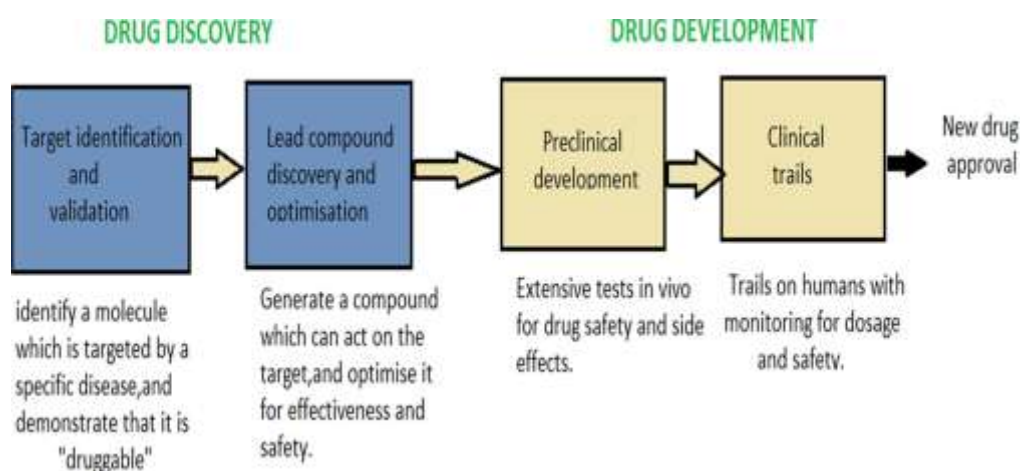 DRUG DISCOVERY
DRUG DEVELOPMENT
Target identification
and
validation
Lead compound
discovery and
optimisation
Preclinical
development
Clinical
trails
New drug
approval
identify a molecule
which is targeted by a
specific disease,and
demonstrate that it is
"druggable"
Generate a compound
which can act on the
target,and optimise it
for effectiveness and
safety.
Extensive tests in vivo
for drug safety and side
effects.
Trails on humans with
monitoring for dosage
and safety.